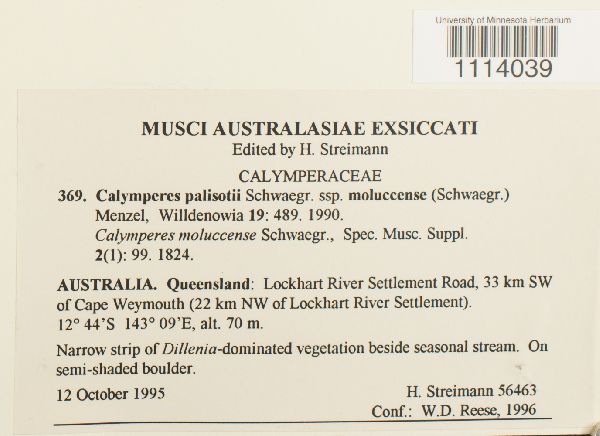 University of Minnesota Herbarium
1114039
MUSCI AUSTRALASIAE EXSICCATI
Edited by H. Streimann
CALYMPERACEAE
369. Calymperes palisotii Schwaegr. ssp. moluccense (Schwaegr.)
Menzel, Willdenowia 19: 489. 1990.
Calymperes moluccense Schwaegr., Spec. Musc. Suppl.
2(1): 99. 1824.
AUSTRALIA. Queensland: Lockhart River Settlement Road, 33 km SW
of Cape Weymouth (22 km NW of Lockhart River Settlement).
12° 44'S 143° 09'E, alt. 70 m.
Narrow strip of Dillenia-dominated vegetation beside seasonal stream. On
semi-shaded boulder.
12 October 1995 H. Streimann 56463
Conf.: W.D. Reese, 1996